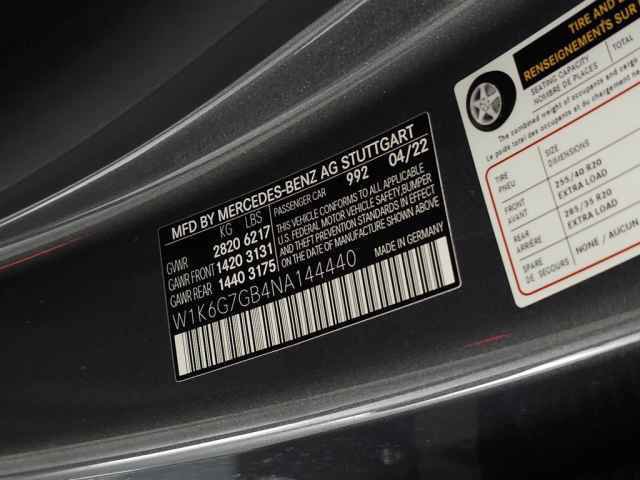 MFD BY MERCEDES-BENZ AG STUTTGART
KG LBS PASSENGER CAR 992 04/22
GVWR 2820 6217
GAWR FRONT 1420 3131
GAWR REAR 1440 3175
THIS VEHICLE CONFORMS TO ALL APPLICABLE
U.S. FEDERAL MOTOR VEHICLE SAFETY,BUMPER
AND THEFT PREVENTION STANDARDS IN EFFECT
ON THE DATE OF MANUFACTURE SHOWN ABOVE.
MADE IN GERMANY
W1K6G7GB4NA144440
TIRE AND
RENSEIGNEMENTS SUR
SEATING CAPACITY TOTAL
NOMBRE DE PLACES
The combined weight of occupants and cargo
Le poids total des occupants et du chargement
TIRE SIZE
PNEU DIMENSIONS
FRONT 255/40 R20
AVANT EXTRA LOAD
REAR 285/35 R20
ARRIÈRE EXTRA LOAD
SPARE NONE / AUCUN
DE SECOURS